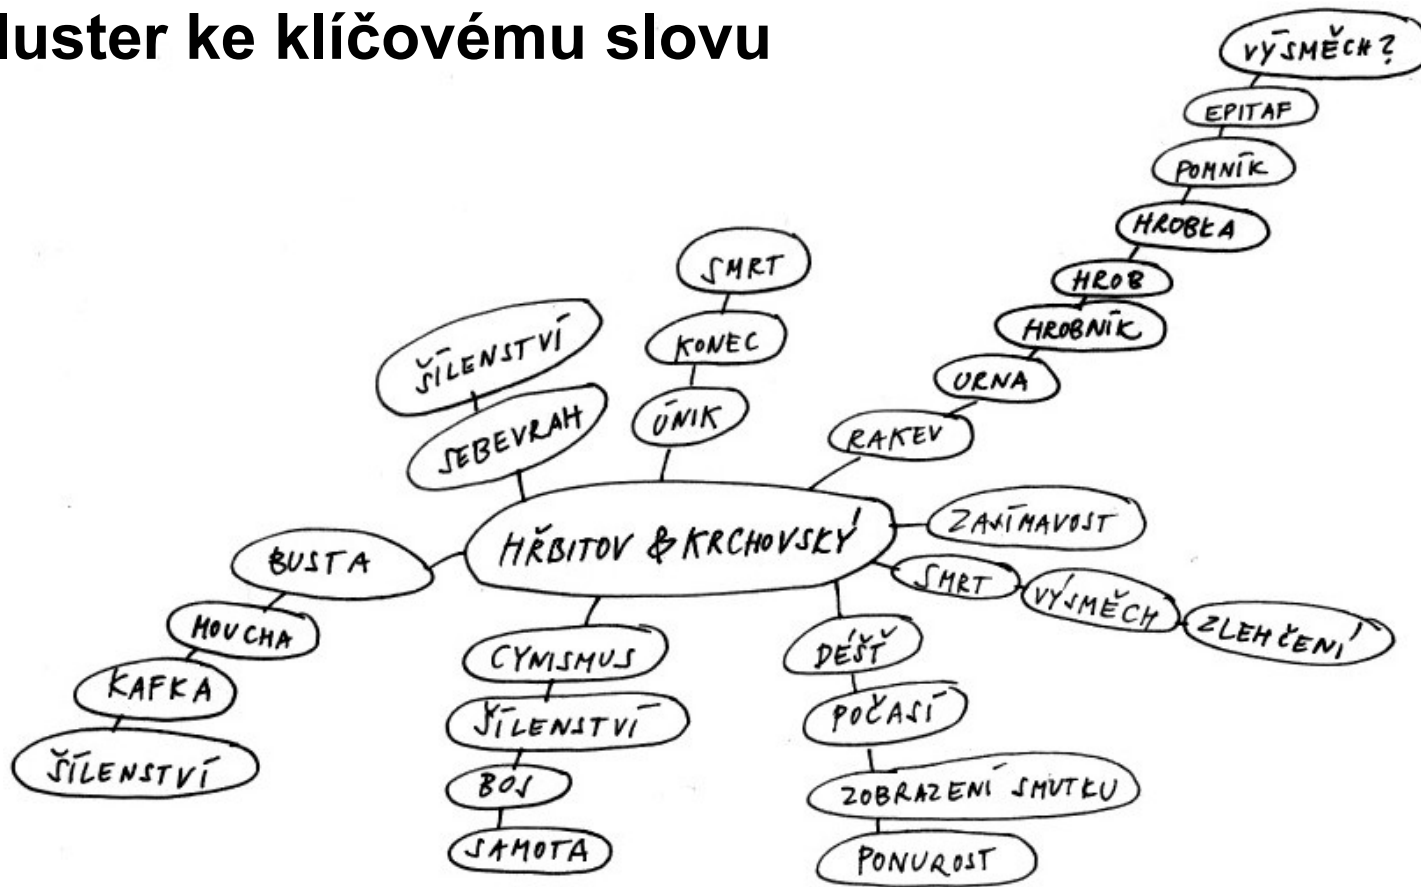 luster ke klíčovému slovu
VÝSMĚCH?
EPITAF
POMNÍK
HROBKA
HROB
HROBNÍK
URNA
RAKEV
SMRT
KONEC
ÚNIK
ŠÍLENSTVÍ
SEBEVRAH
HŘBITOV & KRCHOVSKÝ
ZAJÍMAVOST
SMRT
VÝSMĚCH
ZLEHČENÍ
BUSTA
MOUCHA
KAFKA
ŠÍLENSTVÍ
CYNISMUS
ŠÍLENSTVÍ
BOS
SAMOTA
DÉŠŤ
POČASÍ
ZOBRAZENÍ SMUTKU
PONUROST